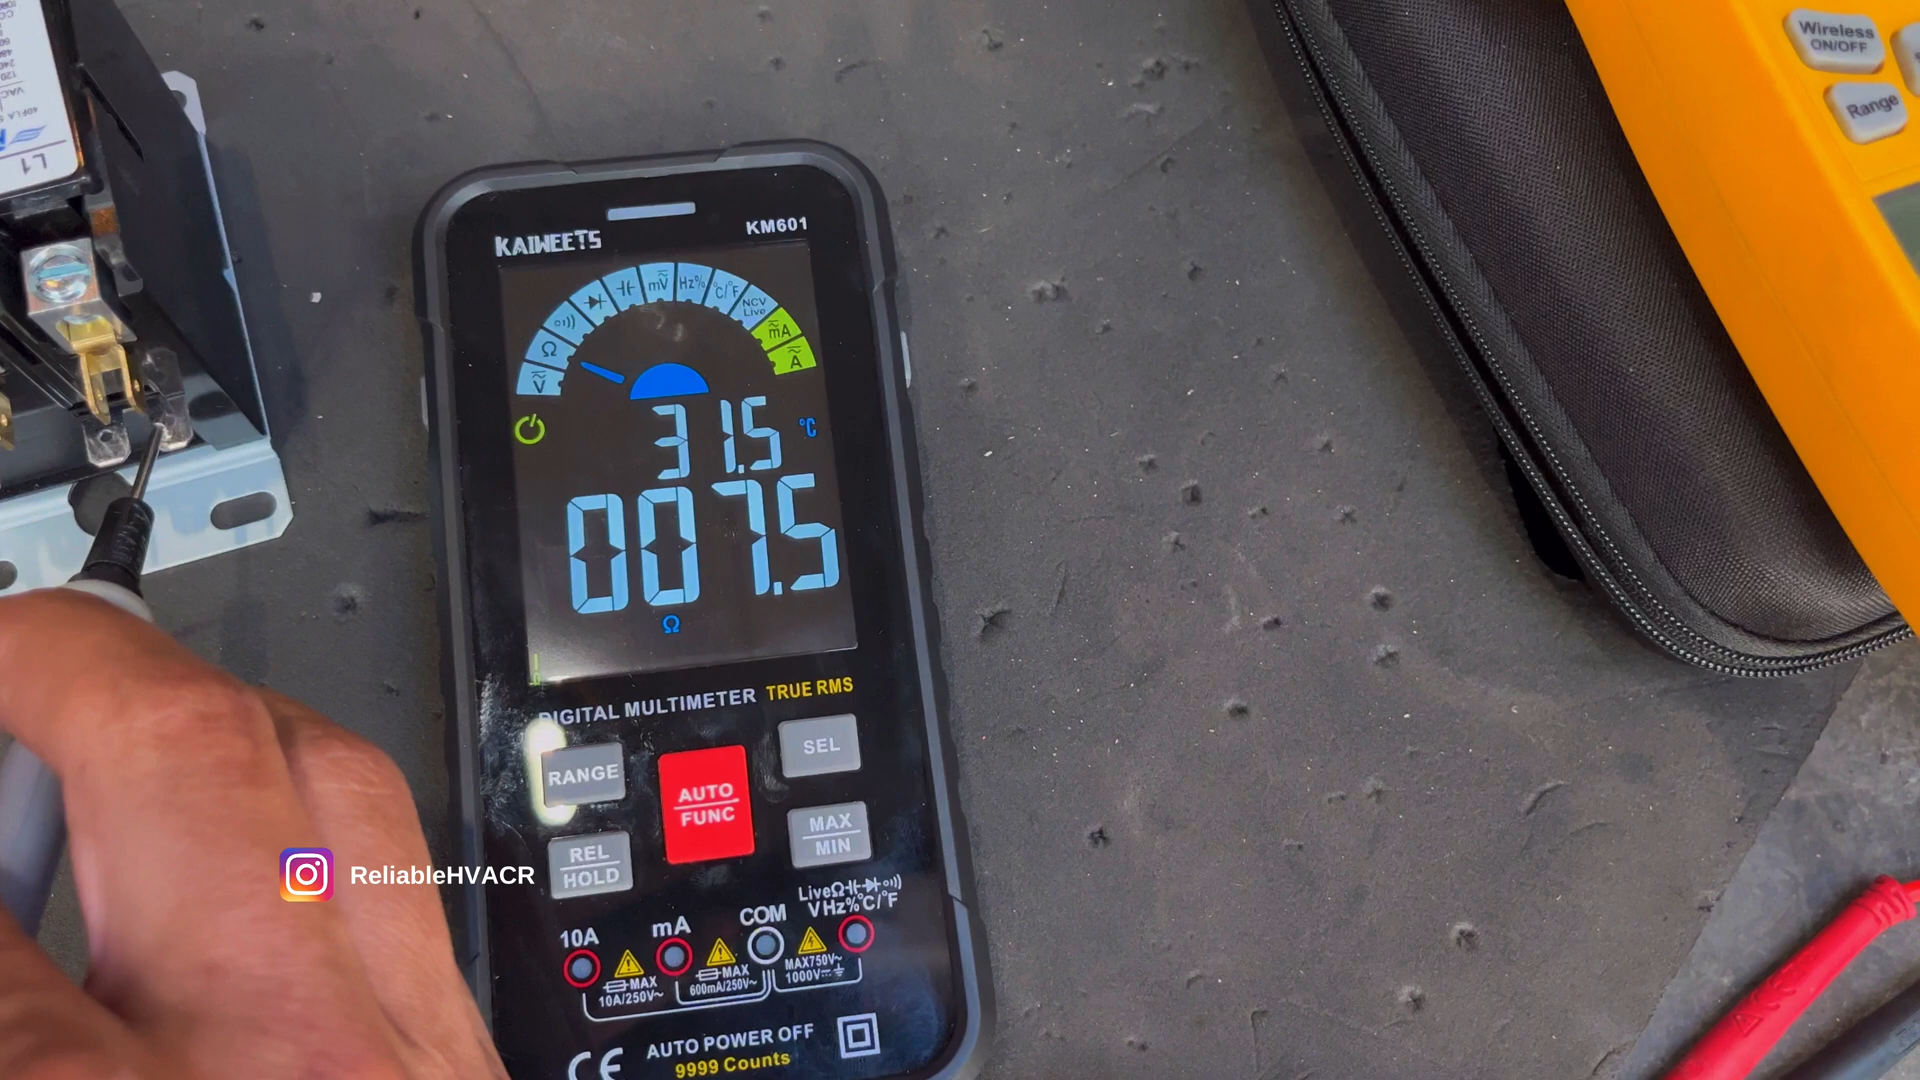 Wireless
ON/OFF
Range
L1
KAIWEETS
KM601
Ω
mV
Hz%
°C/°F
NCV
Live
mA
A
V
31.5 °C
007.5
Ω
DIGITAL MULTIMETER TRUE RMS
RANGE
AUTO
FUNC
SEL
REL
HOLD
MAX
MIN
ReliableHVACR
10A
mA
COM
LiveΩ
VHz%°C/°F
MAX
10A/250V~
MAX
600mA/250V~
MAX750V~
1000V
CE
AUTO POWER OFF
9999 Counts